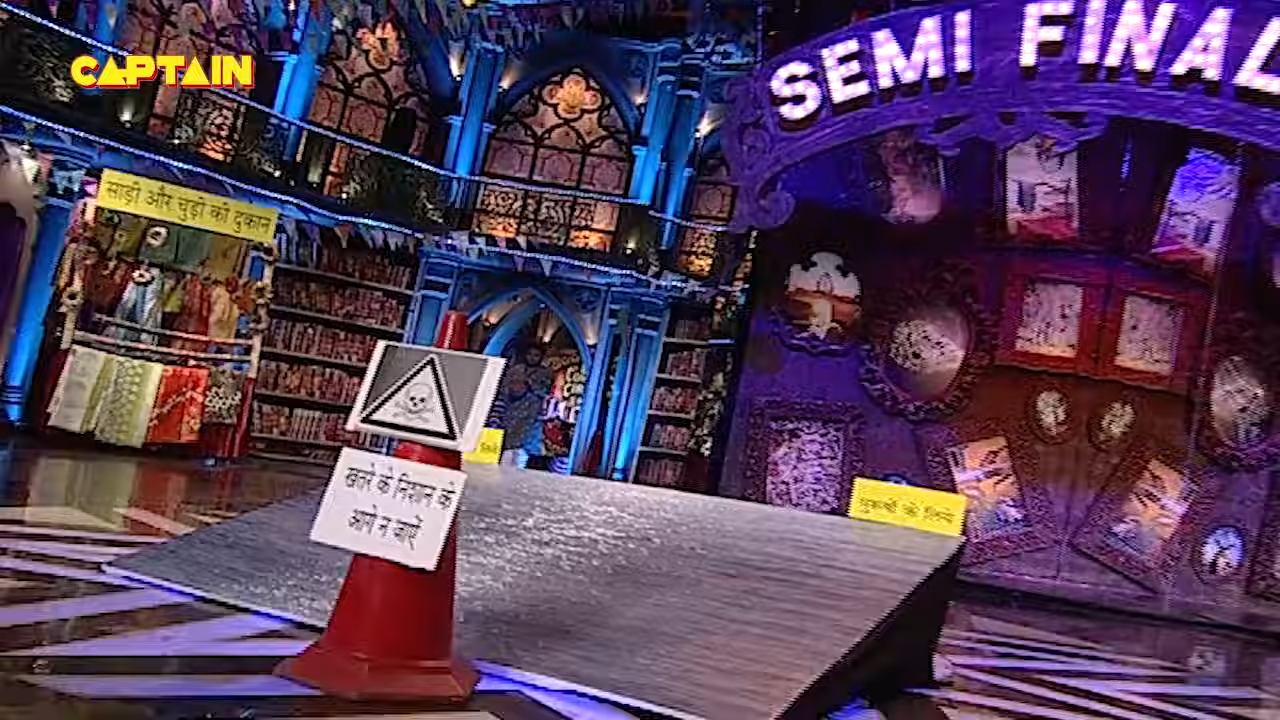 CAPTAIN
SEMI FINAL
साड़ी और चुड़ी की दुकान
खतरे के निशान के
आगे न जाऐं